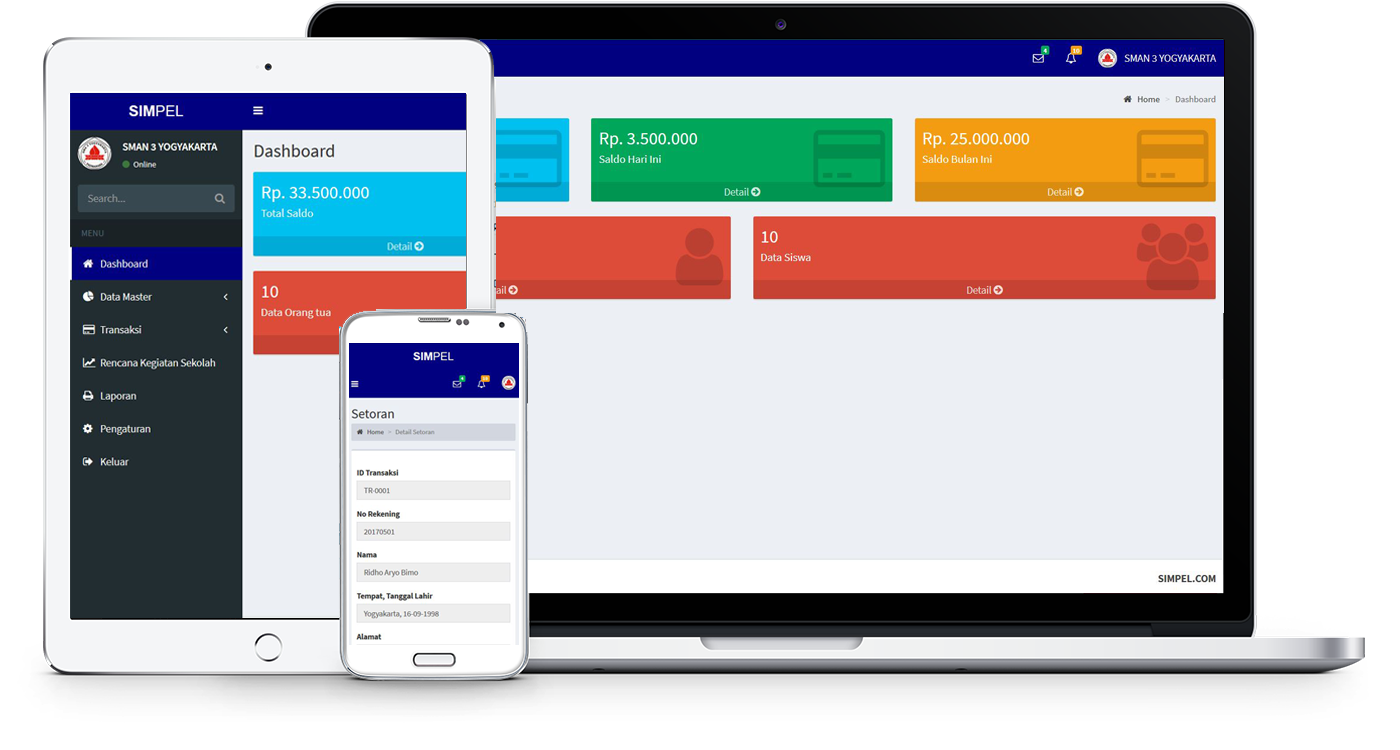 SIMPEL
SMAN 3 YOGYAKARTA
Online
Search...
MENU
Dashboard
Data Master
Transaksi
Rencana Kegiatan Sekolah
Laporan
Pengaturan
Keluar
Dashboard
Rp. 33.500.000
Total Saldo
Detail
10
Data Orang tua
SIMPEL
4
10
Setoran
Home > Detail Setoran
ID Transaksi
TR-0001
No Rekening
20170501
Nama
Ridho Aryo Bimo
Tempat, Tanggal Lahir
Yogyakarta, 16-09-1998
Alamat
4
10
SMAN 3 YOGYAKARTA
Home > Dashboard
Rp. 3.500.000
Saldo Hari Ini
Detail
Rp. 25.000.000
Saldo Bulan Ini
Detail
ail
10
Data Siswa
Detail
SIMPEL.COM